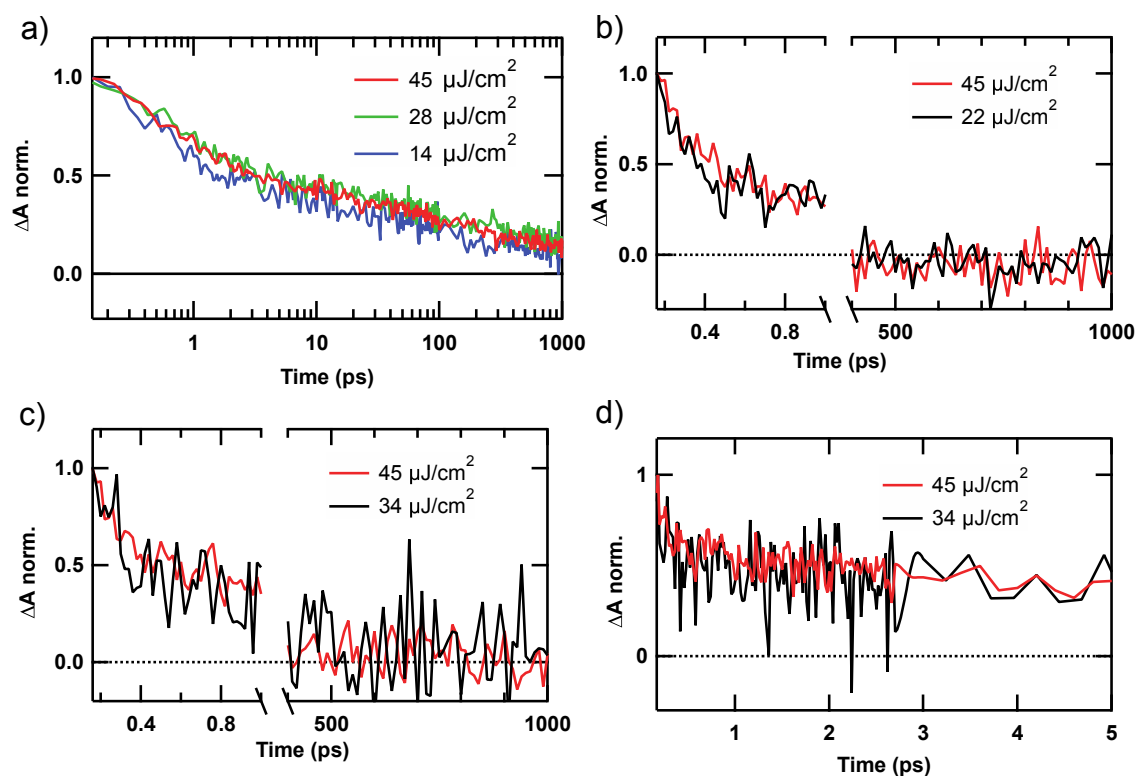 a)
ΔA norm.
1.0
0.5
0.0
45 µJ/cm²
28 µJ/cm²
14 µJ/cm²
1 10 100 1000
Time (ps)
b)
ΔA norm.
1.0
0.5
0.0
45 µJ/cm²
22 µJ/cm²
0.4 0.8 500 1000
Time (ps)
c)
ΔA norm.
1.0
0.5
0.0
45 µJ/cm²
34 µJ/cm²
0.4 0.8 500 1000
Time (ps)
d)
ΔA norm.
1
0
45 µJ/cm²
34 µJ/cm²
1 2 3 4 5
Time (ps)